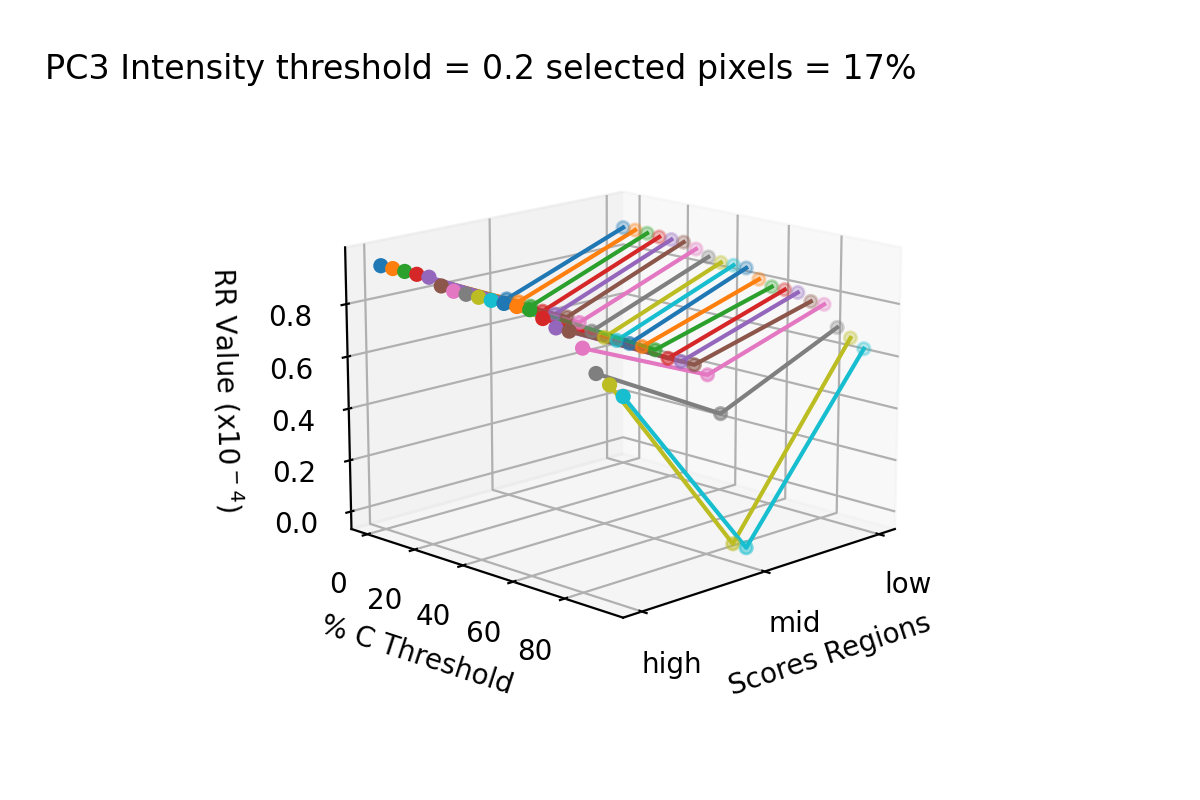 PC3 Intensity threshold = 0.2 selected pixels = 17%
RR Value (x10⁻⁴)
0.8
0.6
0.4
0.2
0.0
0
20
40
60
80
% C Threshold
high
mid
low
Scores Regions